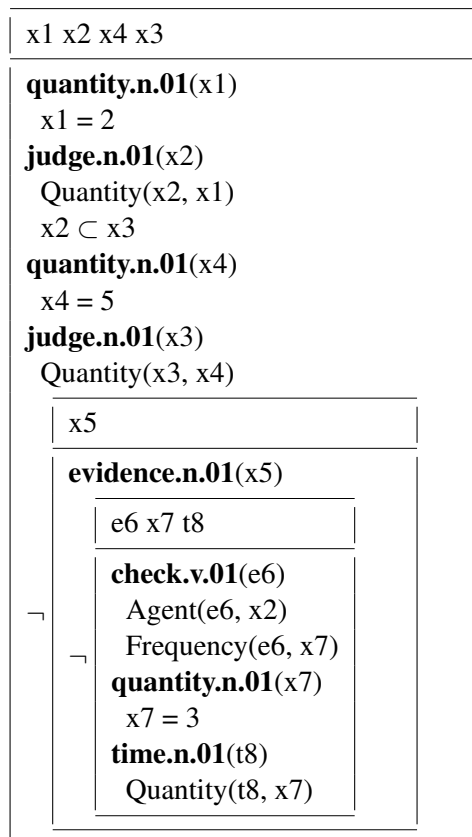 x1 x2 x4 x3
quantity.n.01(x1)
x1 = 2
judge.n.01(x2)
Quantity(x2, x1)
x2 ⊂ x3
quantity.n.01(x4)
x4 = 5
judge.n.01(x3)
Quantity(x3, x4)
x5
evidence.n.01(x5)
e6 x7 t8
check.v.01(e6)
Agent(e6, x2)
Frequency(e6, x7)
¬ ¬ quantity.n.01(x7)
x7 = 3
time.n.01(t8)
Quantity(t8, x7)